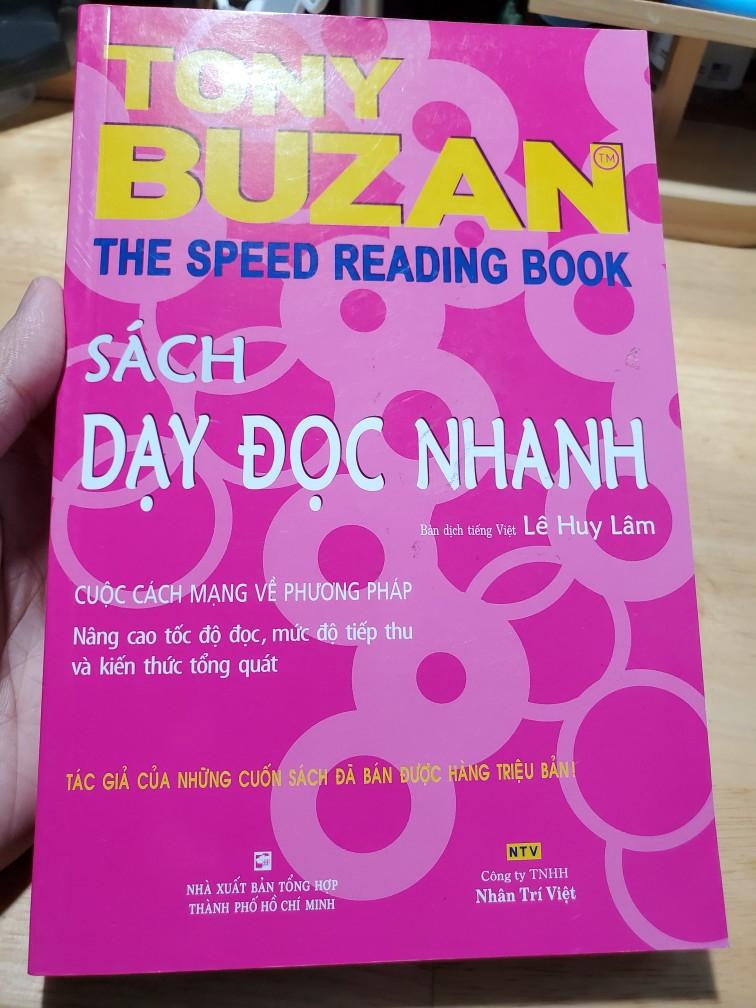 TONY
BUZAN™
THE SPEED READING BOOK
SÁCH
DẠY ĐỌC NHANH
Bản dịch tiếng Việt Lê Huy Lâm
CUỘC CÁCH MẠNG VỀ PHƯƠNG PHÁP
Nâng cao tốc độ đọc, mức độ tiếp thu
và kiến thức tổng quát
TÁC GIẢ CỦA NHỮNG CUỐN SÁCH ĐÃ BÁN ĐƯỢC HÀNG TRIỆU BẢN!
NHÀ XUẤT BẢN TỔNG HỢP
THÀNH PHỐ HỒ CHÍ MINH
NTV
Công ty TNHH
Nhân Trí Việt